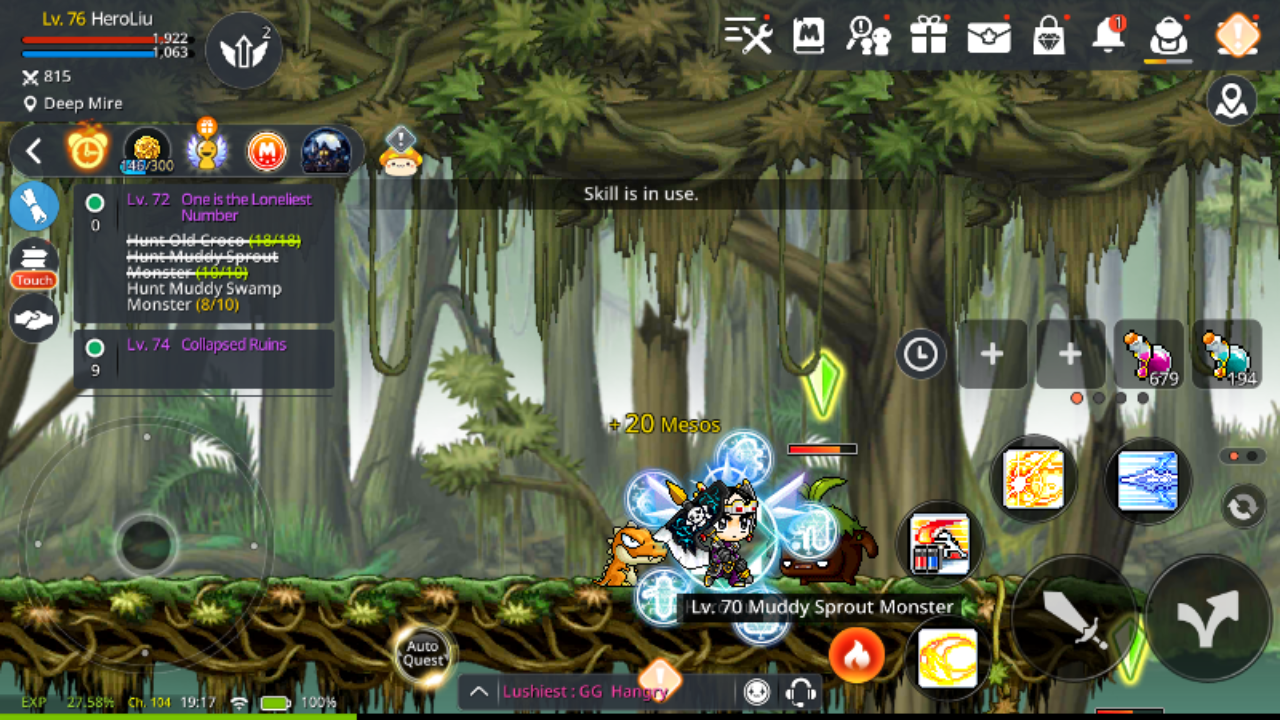 Lv. 76 HeroLiu
1,922
1,063
2
815
Deep Mire
1
146/300
Skill is in use.
Lv. 72 One is the Loneliest
Number
0
Hunt Old Croco (18/18)
Hunt Muddy Sprout
Monster (10/10)
Hunt Muddy Swamp
Monster (8/10)
Touch
Lv. 74 Collapsed Ruins
9
679
194
+ 20 Mesos
Lv. 70 Muddy Sprout Monster
Auto
Quest
Lushiest : GG Hangry
EXP 27.58% Ch. 104 19:17 100%